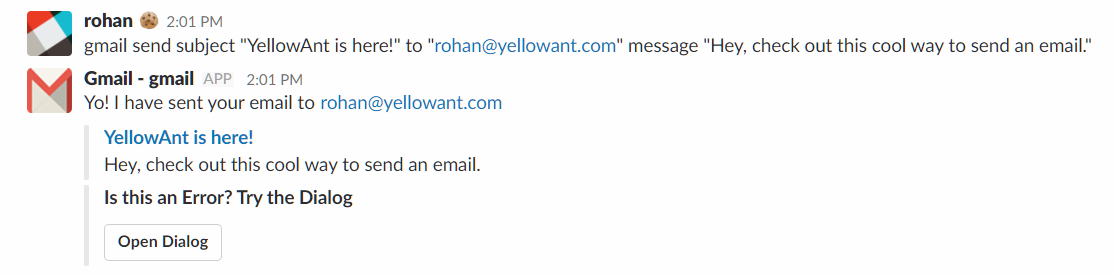 rohan 2:01 PM
gmail send subject "YellowAnt is here!" to "rohan@yellowant.com" message "Hey, check out this cool way to send an email."
Gmail - gmail APP 2:01 PM
Yo! I have sent your email to rohan@yellowant.com
YellowAnt is here!
Hey, check out this cool way to send an email.
Is this an Error? Try the Dialog
Open Dialog